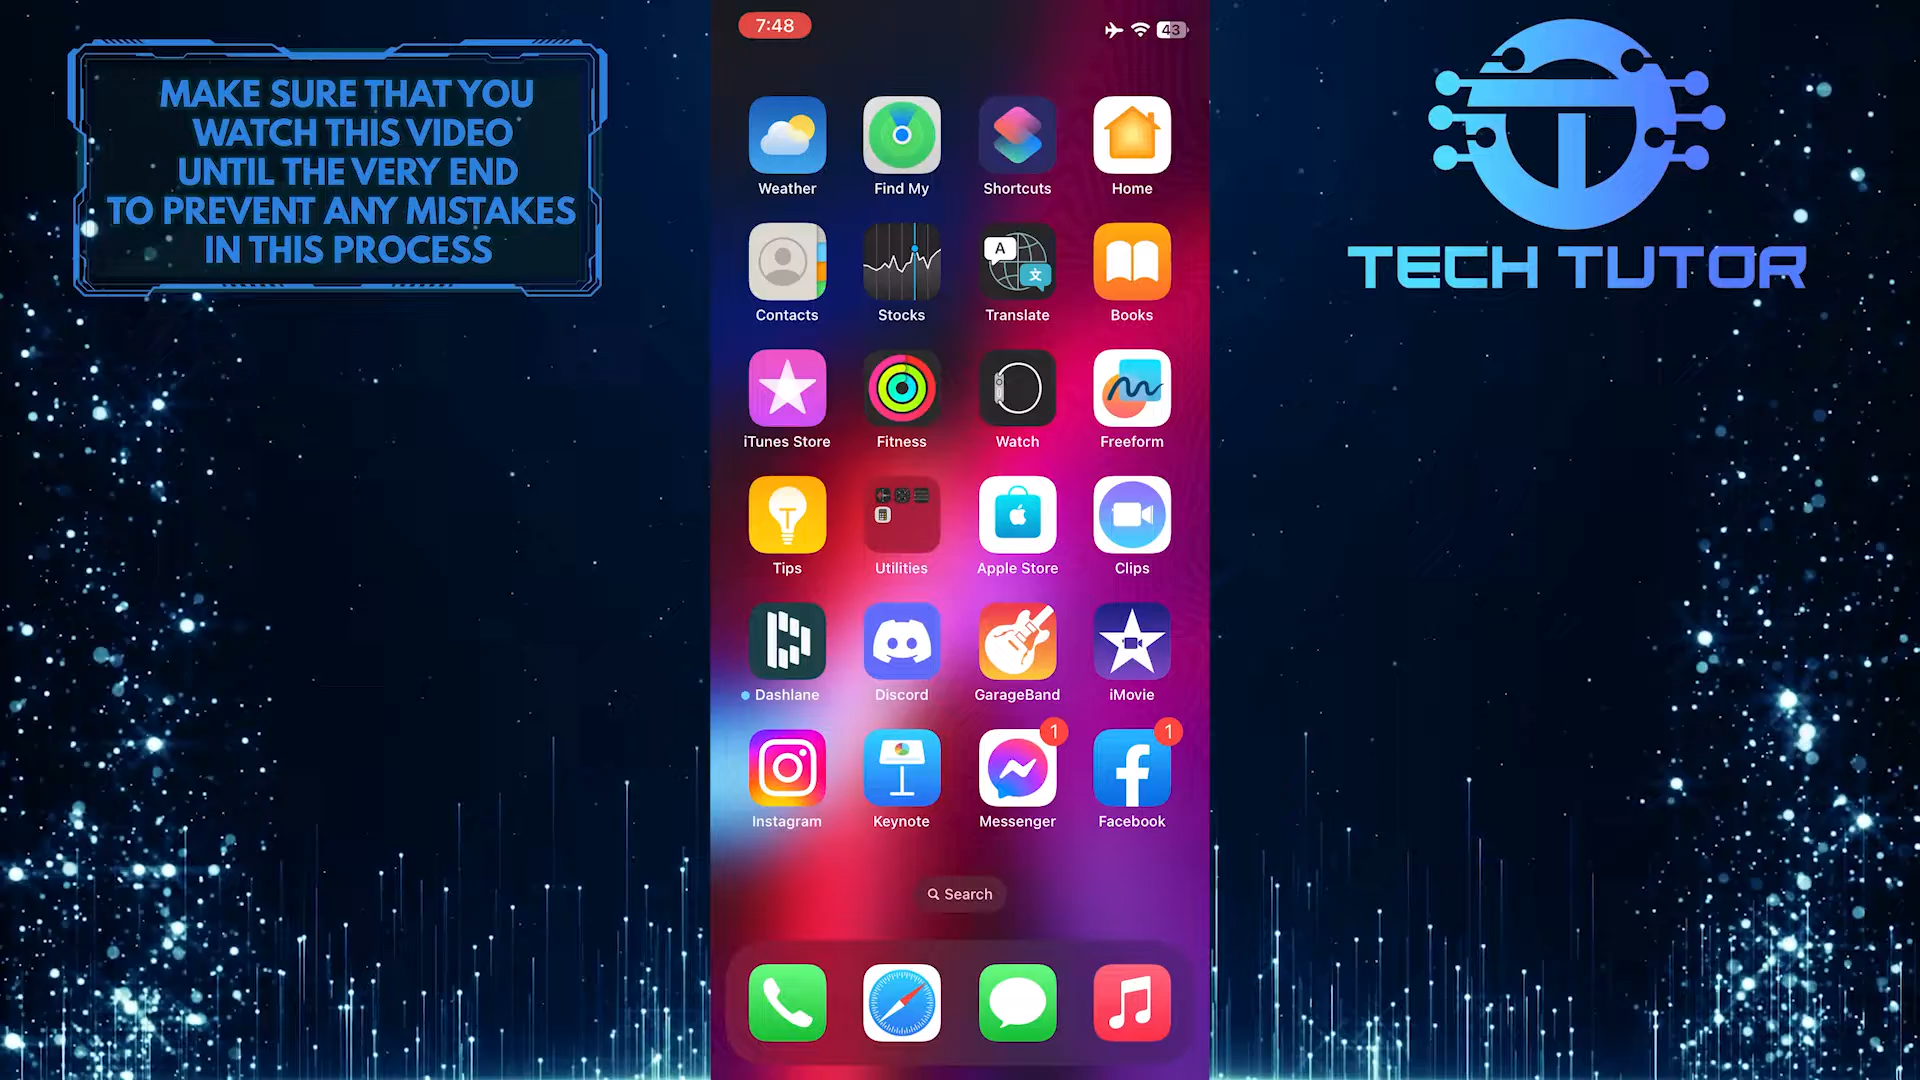 MAKE SURE THAT YOU
WATCH THIS VIDEO
UNTIL THE VERY END
TO PREVENT ANY MISTAKES
IN THIS PROCESS
7:48
43
TECH TUTOR
Weather
Find My
Shortcuts
Home
A
文
Contacts
Stocks
Translate
Books
iTunes Store
Fitness
Watch
Freeform
Tips
Utilities
Apple Store
Clips
Dashlane
Discord
GarageBand
iMovie
1
1
Instagram
Keynote
Messenger
Facebook
Search